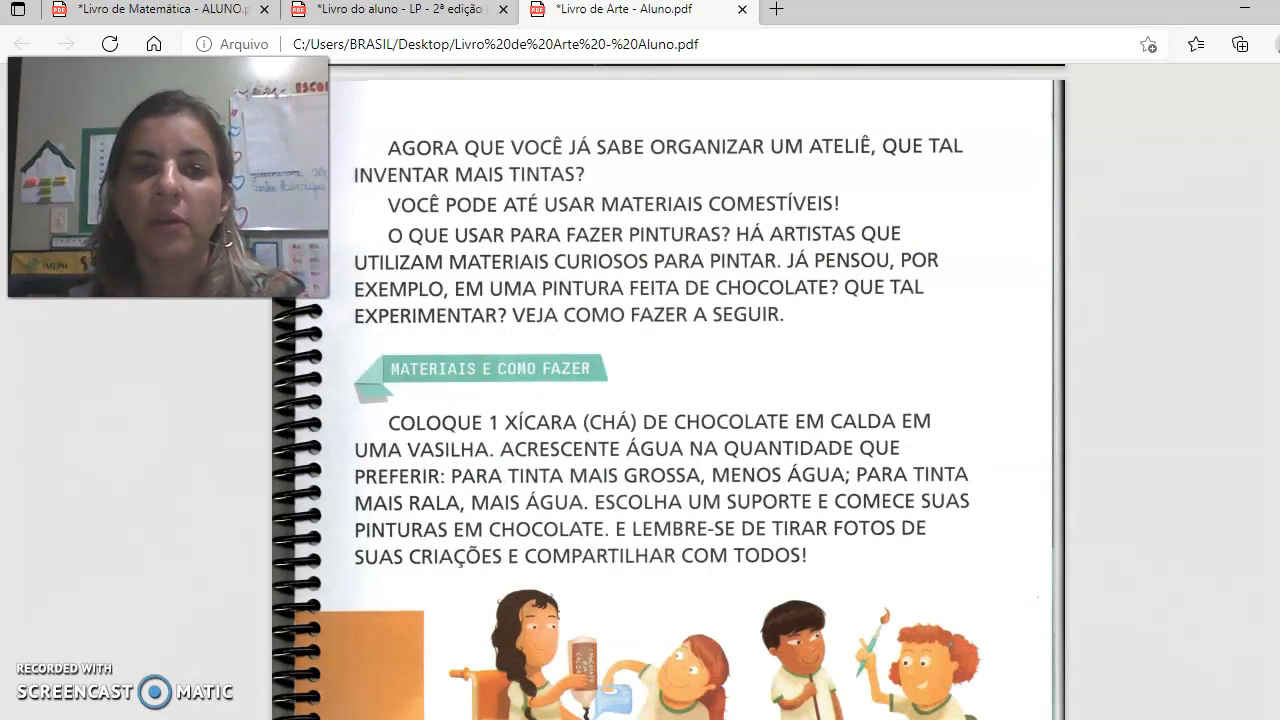 *Livro de Matemática - ALUNO.p
*Livro do aluno - LP - 2ª edição
*Livro de Arte - Aluno.pdf
Arquivo
C:/Users/BRASIL/Desktop/Livro%20de%20Arte%20-%20Aluno.pdf
AGORA QUE VOCÊ JÁ SABE ORGANIZAR UM ATELIÊ, QUE TAL
INVENTAR MAIS TINTAS?
VOCÊ PODE ATÉ USAR MATERIAIS COMESTÍVEIS!
O QUE USAR PARA FAZER PINTURAS? HÁ ARTISTAS QUE
UTILIZAM MATERIAIS CURIOSOS PARA PINTAR. JÁ PENSOU, POR
EXEMPLO, EM UMA PINTURA FEITA DE CHOCOLATE? QUE TAL
EXPERIMENTAR? VEJA COMO FAZER A SEGUIR.
MATERIAIS E COMO FAZER
COLOQUE 1 XÍCARA (CHÁ) DE CHOCOLATE EM CALDA EM
UMA VASILHA. ACRESCENTE ÁGUA NA QUANTIDADE QUE
PREFERIR: PARA TINTA MAIS GROSSA, MENOS ÁGUA; PARA TINTA
MAIS RALA, MAIS ÁGUA. ESCOLHA UM SUPORTE E COMECE SUAS
PINTURAS EM CHOCOLATE. E LEMBRE-SE DE TIRAR FOTOS DE
SUAS CRIAÇÕES E COMPARTILHAR COM TODOS!
CHOCOLATE
EM
CALDA
RECORDED WITH
SCREENCAST MATIC